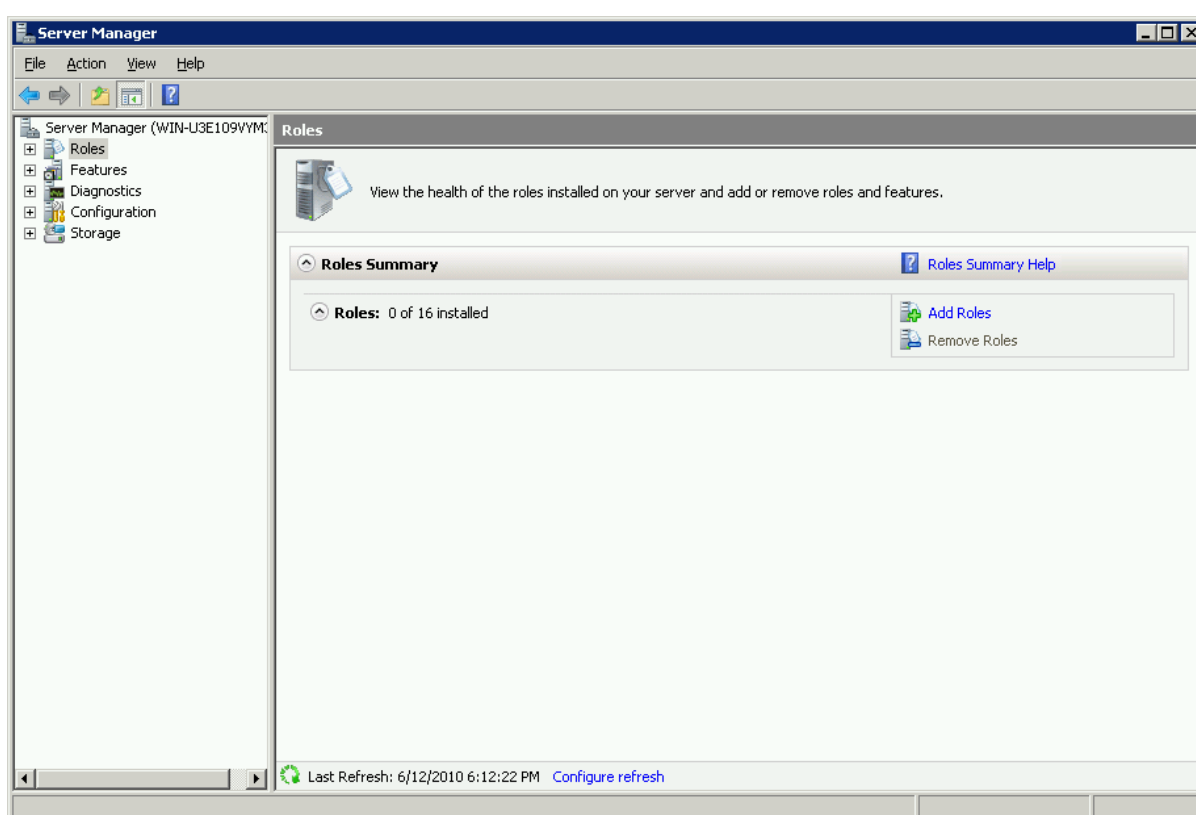 Server Manager
File Action View Help
Server Manager (WIN-U3E109VYM
Roles
Features
Diagnostics
Configuration
Storage
Roles
View the health of the roles installed on your server and add or remove roles and features.
Roles Summary
Roles Summary Help
Roles: 0 of 16 installed
Add Roles
Remove Roles
Last Refresh: 6/12/2010 6:12:22 PM Configure refresh